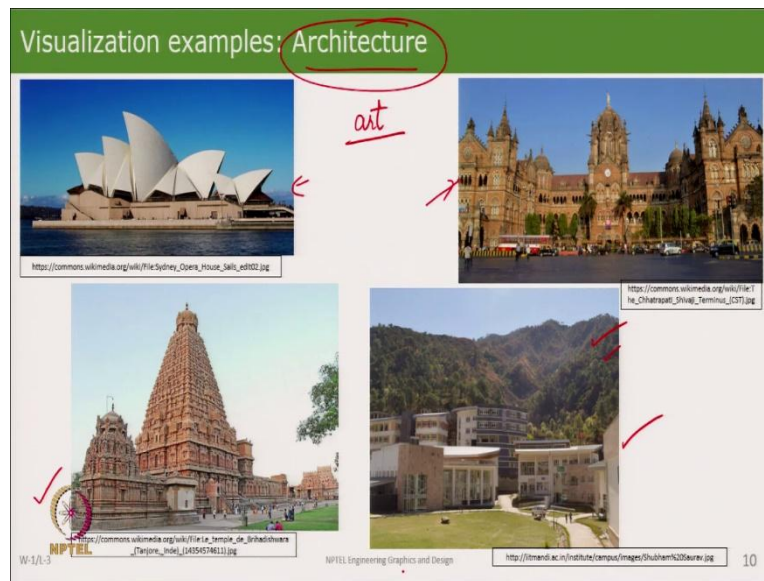 Visualization examples: Architecture
art
https://commons.wikimedia.org/wiki/File:Sydney_Opera_House_Sails_edit02.jpg
https://commons.wikimedia.org/wiki/File:T
he_Chhatrapati_Shivaji_Terminus_(CST).jpg
https://commons.wikimedia.org/wiki/File:Le_temple_de_Brihadishwara
_(Tanjore,_Inde)_(14354574611).jpg
http://iitmandi.ac.in/institute/campus/images/Shubham%20Saurav.jpg
NPTEL
W-1/L-3
NPTEL Engineering Graphics and Design
10